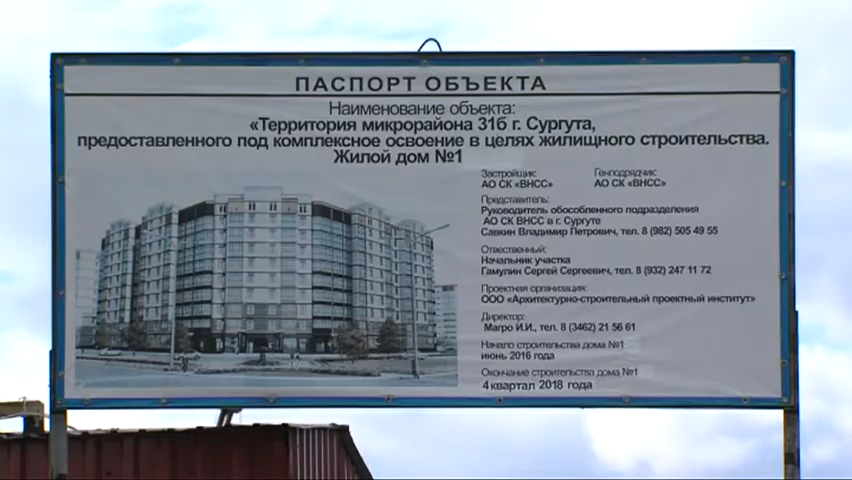 ПАСПОРТ ОБЪЕКТА
Наименование объекта:
«Территория микрорайона 31б г. Сургута,
предоставленного под комплексное освоение в целях жилищного строительства.
Жилой дом №1
Застройщик: Генподрядчик:
АО СК «ВНСС» АО СК «ВНСС»
Представитель:
Руководитель обособленного подразделения
АО СК ВНСС в г. Сургуте
Савкин Владимир Петрович, тел. 8 (982) 505 49 55
Отвественный:
Начальник участка
Гамулин Сергей Сергеевич, тел. 8 (932) 247 11 72
Проектная организация:
ООО «Архитектурно-строительный проектный институт»
Директор:
Магро И.И., тел. 8 (3462) 21 56 61
Начало строительства дома №1
июнь 2016 года
Окончание строительства дома №1
4 квартал 2018 года